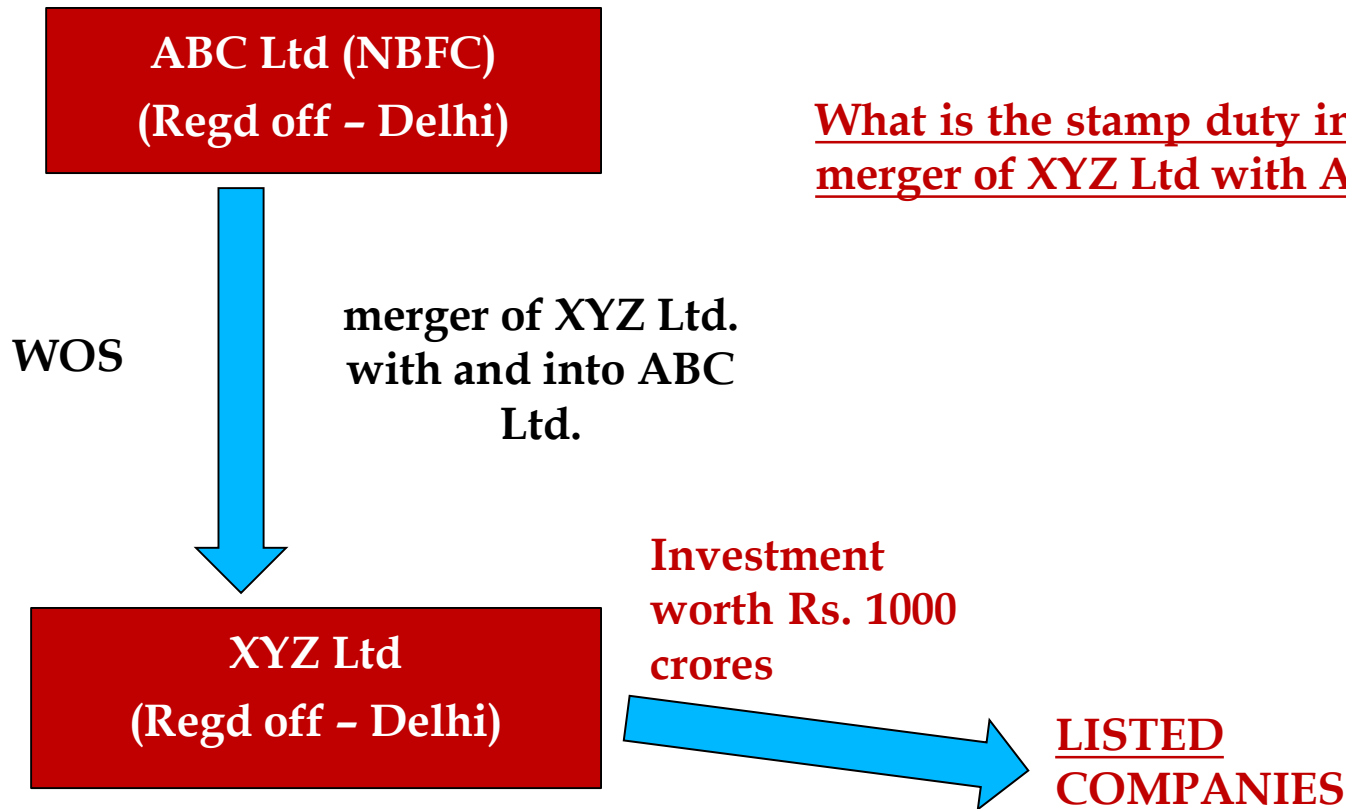 ABC Ltd (NBFC)
(Regd off – Delhi)
What is the stamp duty
merger of XYZ Ltd with
WOS
merger of XYZ Ltd.
with and into ABC
Ltd.
Investment
worth Rs. 1000
crores
XYZ Ltd
(Regd off – Delhi)
LISTED
COMPANIES